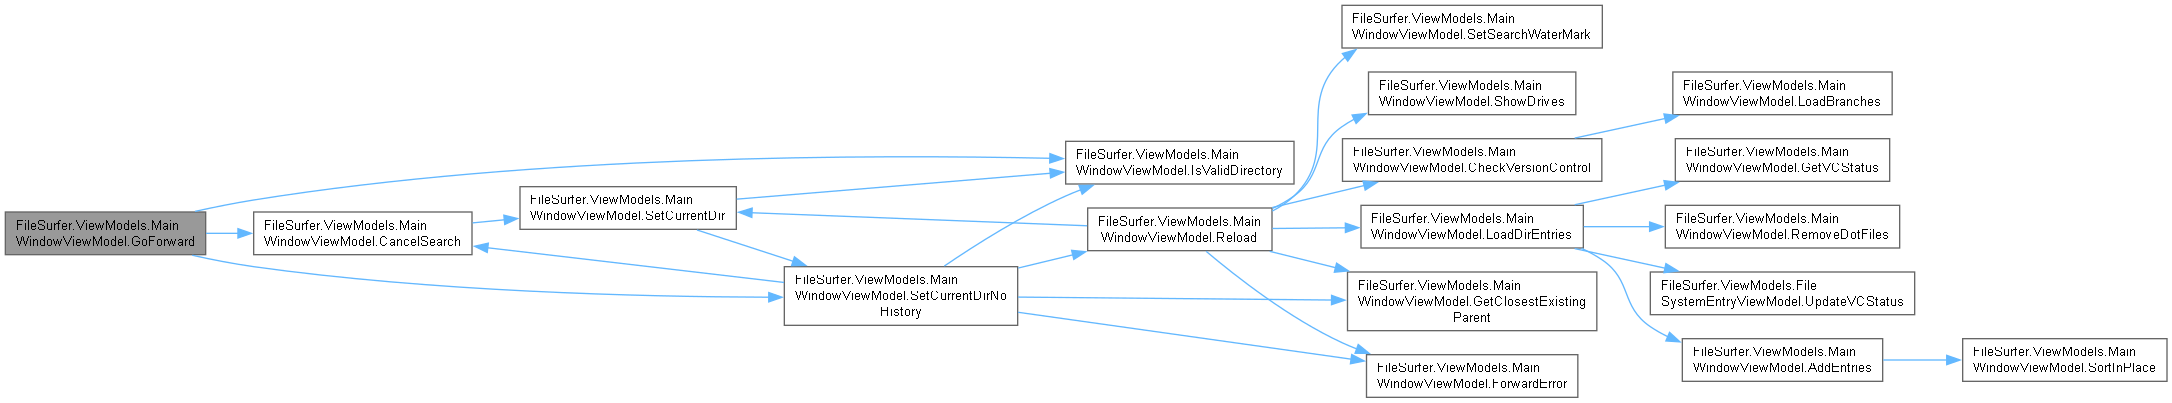 FileSurfer.ViewModels.Main
WindowViewModel.GoForward
FileSurfer.ViewModels.Main
WindowViewModel.CancelSearch
FileSurfer.ViewModels.Main
WindowViewModel.SetCurrentDir
FileSurfer.ViewModels.Main
WindowViewModel.SetCurrentDirNo
History
FileSurfer.ViewModels.Main
WindowViewModel.IsValidDirectory
FileSurfer.ViewModels.Main
WindowViewModel.Reload
FileSurfer.ViewModels.Main
WindowViewModel.SetSearchWaterMark
FileSurfer.ViewModels.Main
WindowViewModel.ShowDrives
FileSurfer.ViewModels.Main
WindowViewModel.CheckVersionControl
FileSurfer.ViewModels.Main
WindowViewModel.LoadDirEntries
FileSurfer.ViewModels.Main
WindowViewModel.GetClosestExisting
Parent
FileSurfer.ViewModels.Main
WindowViewModel.ForwardError
FileSurfer.ViewModels.Main
WindowViewModel.LoadBranches
FileSurfer.ViewModels.Main
WindowViewModel.GetVCStatus
FileSurfer.ViewModels.Main
WindowViewModel.RemoveDotFiles
FileSurfer.ViewModels.File
SystemEntryViewModel.UpdateVCStatus
FileSurfer.ViewModels.Main
WindowViewModel.AddEntries
FileSurfer.ViewModels.Main
WindowViewModel.SortInPlace